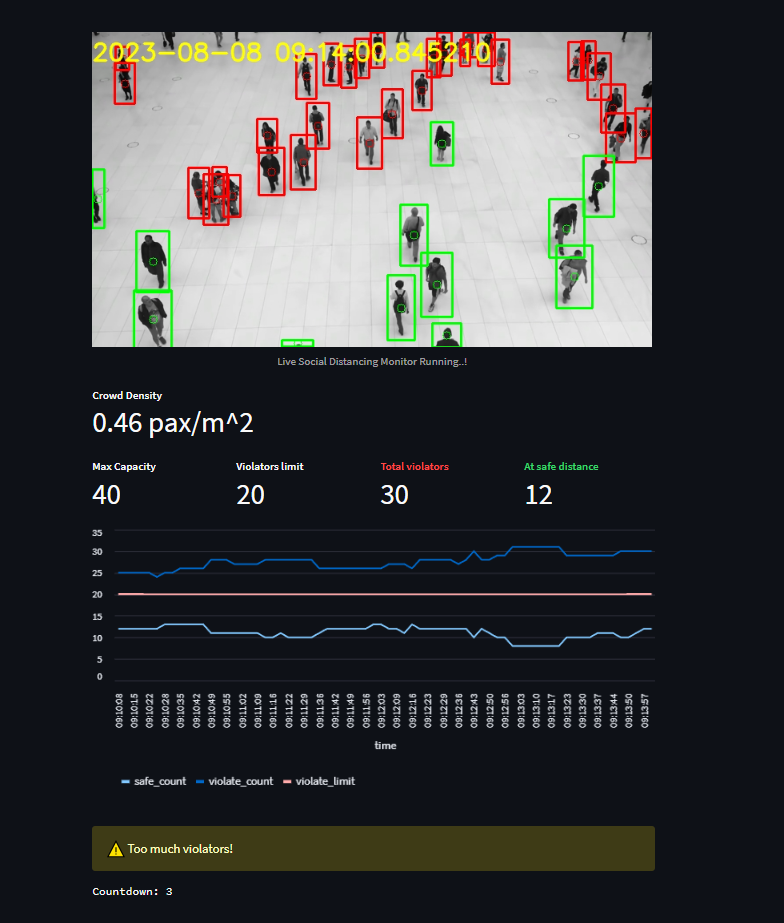 2023-08-08 09:14:00.845210
Live Social Distancing Monitor Running..!
Crowd Density
0.46 pax/m^2
Max Capacity Violators limit Total violators At safe distance
40 20 30 12
35
30
25
20
15
10
5
0
09:10:08 09:10:15 09:10:22 09:10:28 09:10:35 09:10:42 09:10:49 09:10:55 09:11:02 09:11:09 09:11:16 09:11:22 09:11:29 09:11:36 09:11:42 09:11:49 09:11:56 09:12:03 09:12:09 09:12:16 09:12:23 09:12:29 09:12:36 09:12:43 09:12:50 09:12:56 09:13:03 09:13:10 09:13:17 09:13:23 09:13:30 09:13:37 09:13:44 09:13:50 09:13:57
time
safe_count violate_count violate_limit
⚠️ Too much violators!
Countdown: 3